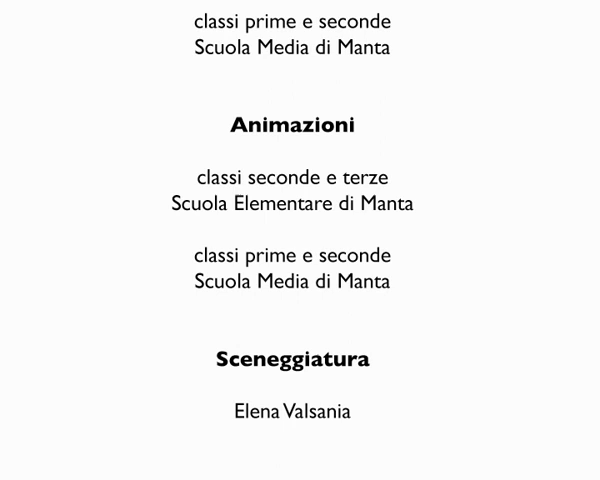 classi prime e seconde
Scuola Media di Manta
Animazioni
classi seconde e terze
Scuola Elementare di Manta
classi prime e seconde
Scuola Media di Manta
Sceneggiatura
Elena Valsania